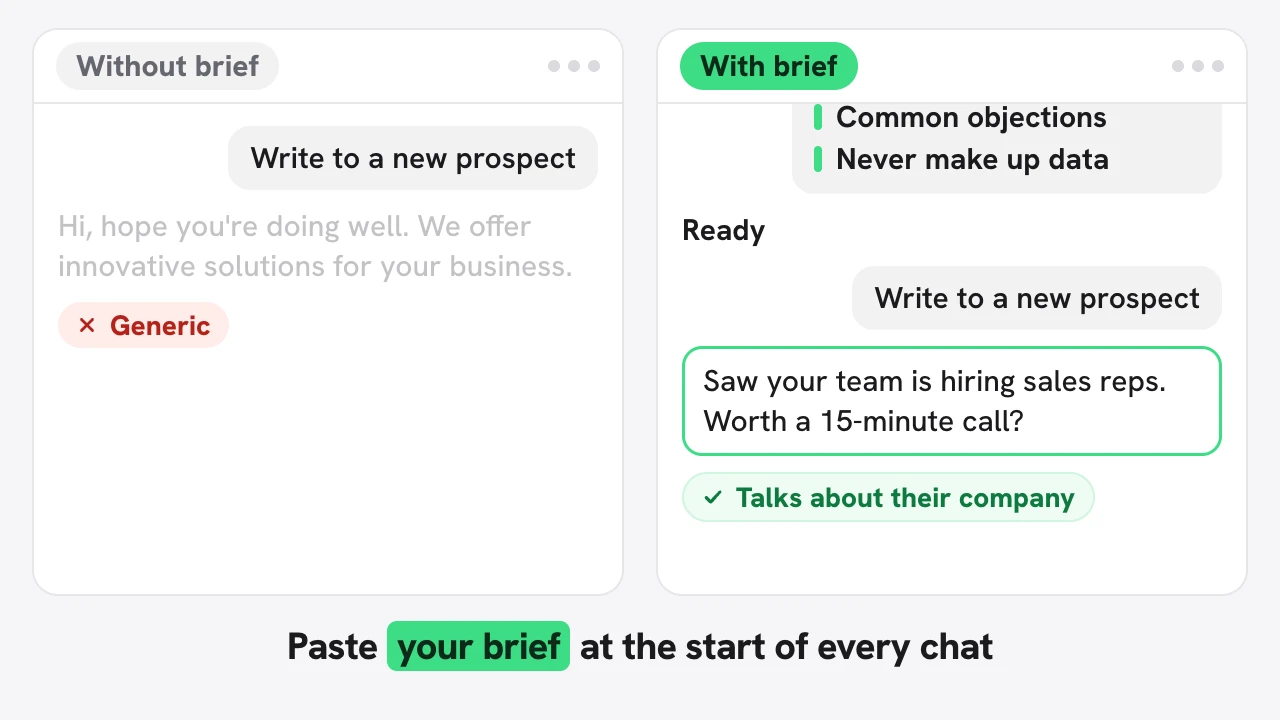 Without brief
Write to a new prospect
Hi, hope you're doing well. We offer
innovative solutions for your business.
Generic
With brief
Common objections
Never make up data
Ready
Write to a new prospect
Saw your team is hiring sales reps.
Worth a 15-minute call?
Talks about their company
Paste your brief at the start of every chat